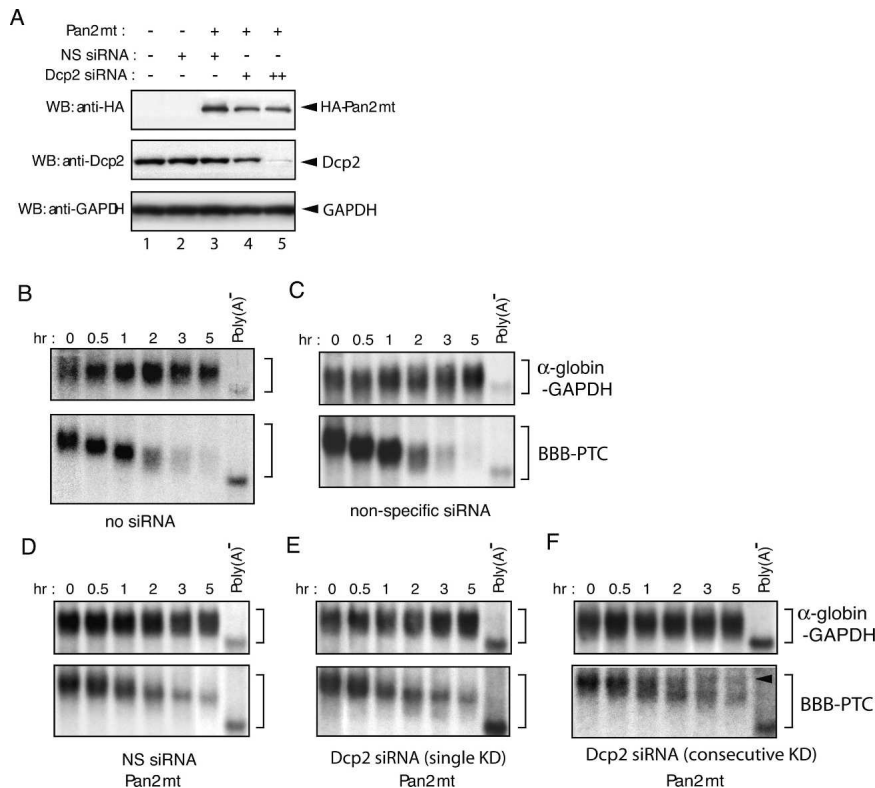 A
Pan2mt : - - + + +
NS siRNA : - + + - -
Dcp2 siRNA : - - - + ++
WB: anti-HA HA-Pan2mt
WB: anti-Dcp2 Dcp2
WB: anti-GAPDH GAPDH
1 2 3 4 5
B
hr : 0 0.5 1 2 3 5 Poly(A)-
no siRNA
C
hr : 0 0.5 1 2 3 5 Poly(A)-
α-globin
-GAPDH
BBB-PTC
non-specific siRNA
D
hr : 0 0.5 1 2 3 5 Poly(A)-
NS siRNA
Pan2mt
E
hr : 0 0.5 1 2 3 5 Poly(A)-
Dcp2 siRNA (single KD)
Pan2mt
F
hr : 0 0.5 1 2 3 5 Poly(A)-
α-globin
-GAPDH
BBB-PTC
Dcp2 siRNA (consecutive KD)
Pan2mt